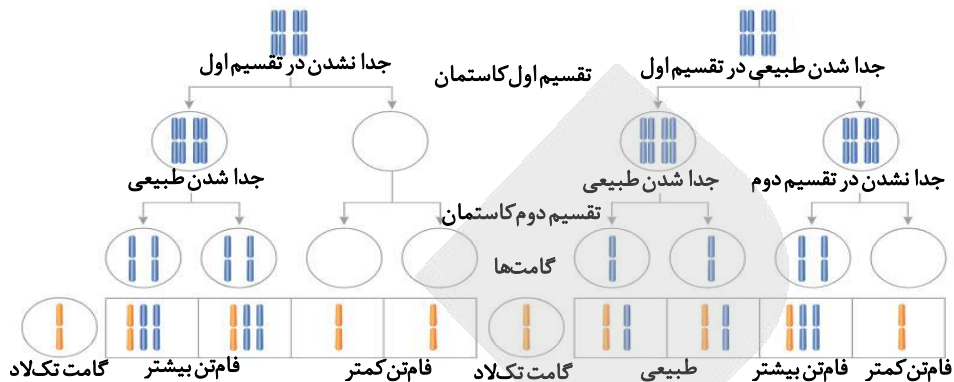 جدا شدن طبیعی در تقسیم اول
تقسیم اول کاستمان
جدا نشدن در تقسیم اول
جدا نشدن در تقسیم دوم
جدا شدن طبیعی
جدا شدن طبیعی
تقسیم دوم کاستمان
گامت‌ها
فام‌تن کمتر
فام‌تن بیشتر
طبیعی
گامت تک‌لاد
فام‌تن کمتر
فام‌تن بیشتر
گامت تک‌لاد